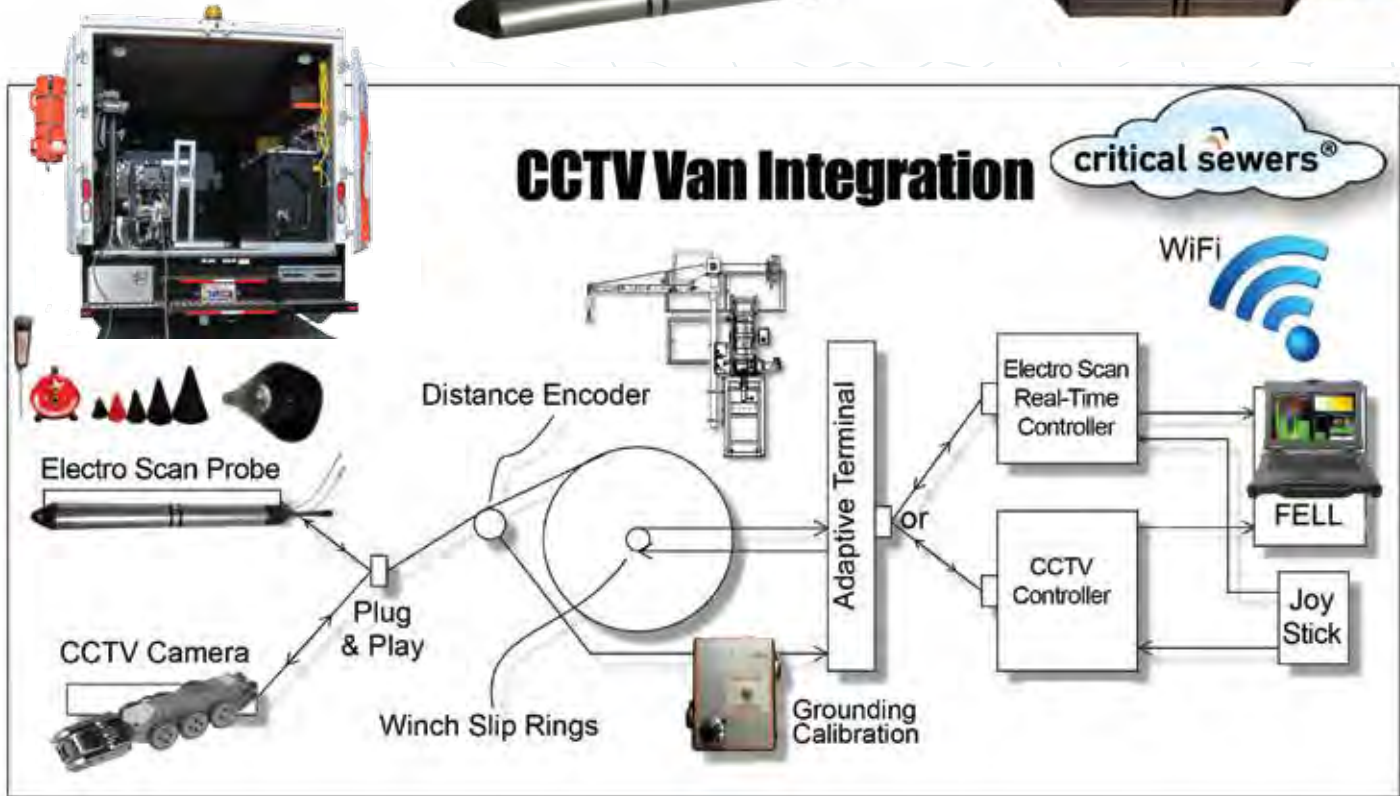 CCTV Van Integration
critical sewers®
WiFi
Distance Encoder
Electro Scan Probe
Adaptive Terminal
Electro Scan
Real-Time
Controller
or
FELL
Plug
& Play
CCTV
Controller
Joy
Stick
CCTV Camera
Winch Slip Rings
Grounding
Calibration